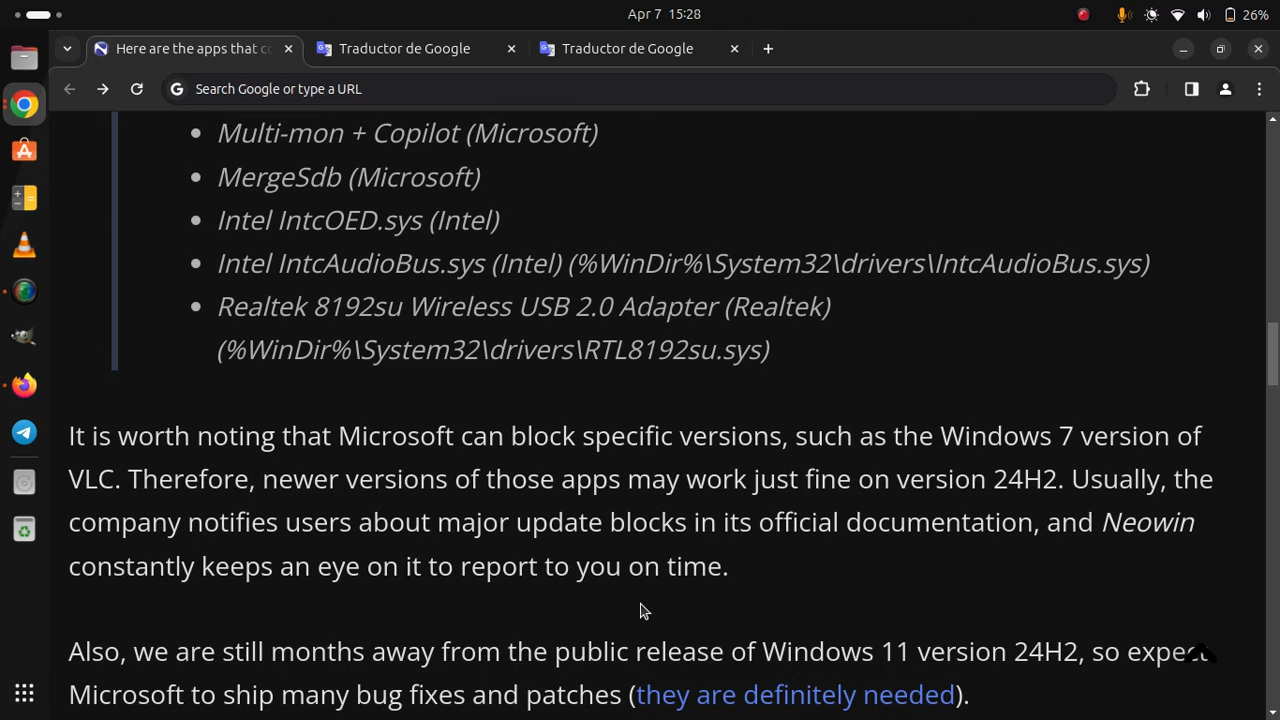 Apr 7 15:28
26%
Here are the apps that co
Traductor de Google
Traductor de Google
Search Google or type a URL
Multi-mon + Copilot (Microsoft)
MergeSdb (Microsoft)
Intel IntcOED.sys (Intel)
Intel IntcAudioBus.sys (Intel) (%WinDir%\System32\drivers\IntcAudioBus.sys)
Realtek 8192su Wireless USB 2.0 Adapter (Realtek)
(%WinDir%\System32\drivers\RTL8192su.sys)
It is worth noting that Microsoft can block specific versions, such as the Windows 7 version of
VLC. Therefore, newer versions of those apps may work just fine on version 24H2. Usually, the
company notifies users about major update blocks in its official documentation, and Neowin
constantly keeps an eye on it to report to you on time.
Also, we are still months away from the public release of Windows 11 version 24H2, so expect
Microsoft to ship many bug fixes and patches (they are definitely needed).